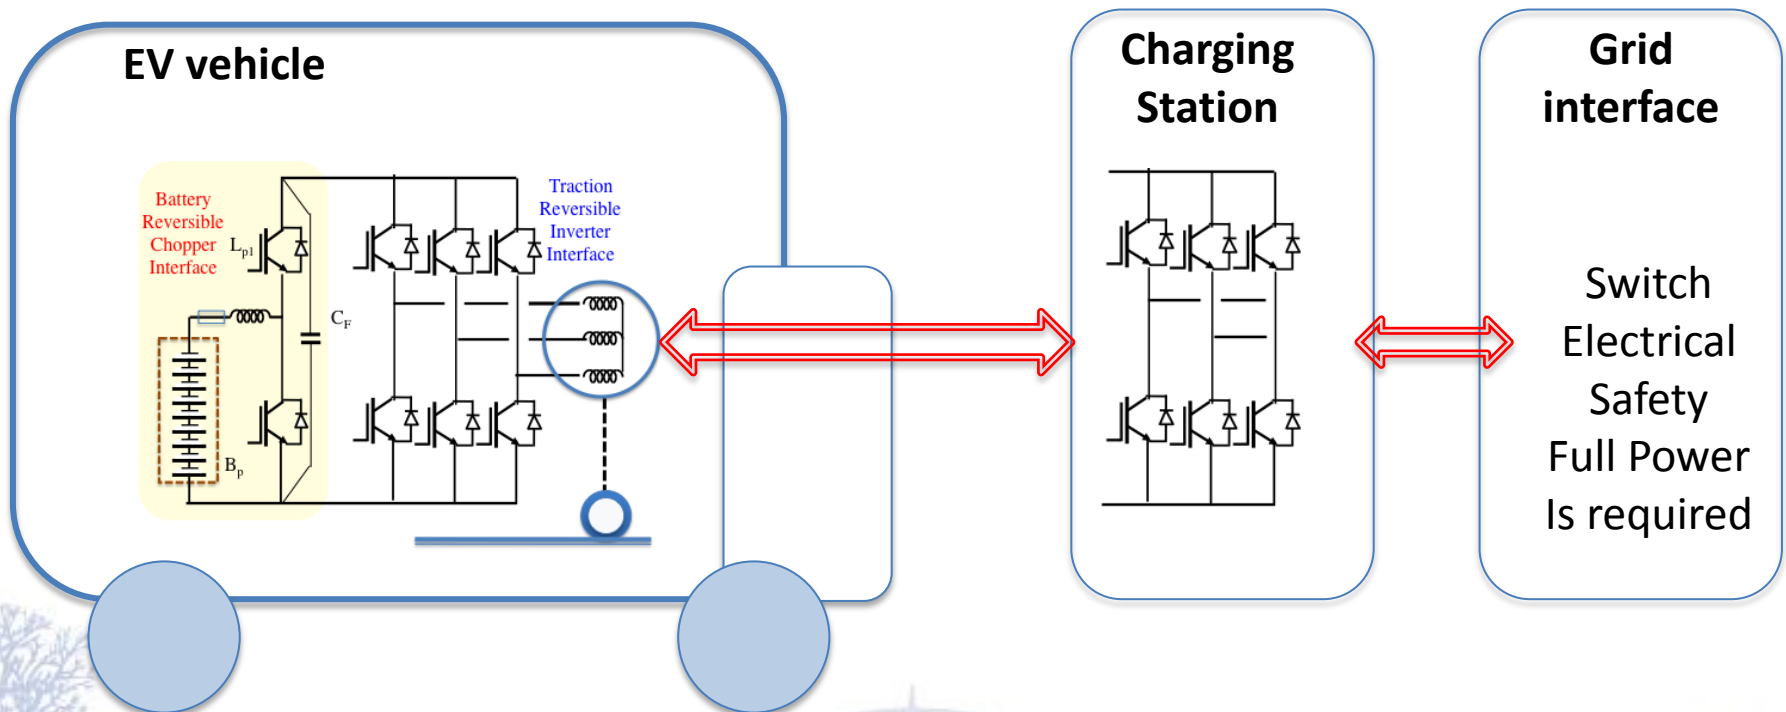 EV vehicle
Battery
Reversible
Chopper
Interface
Lp1
CF
Bp
Traction
Reversible
Inverter
Interface
Charging
Station
Grid
interface
Switch
Electrical
Safety
Full Power
Is required